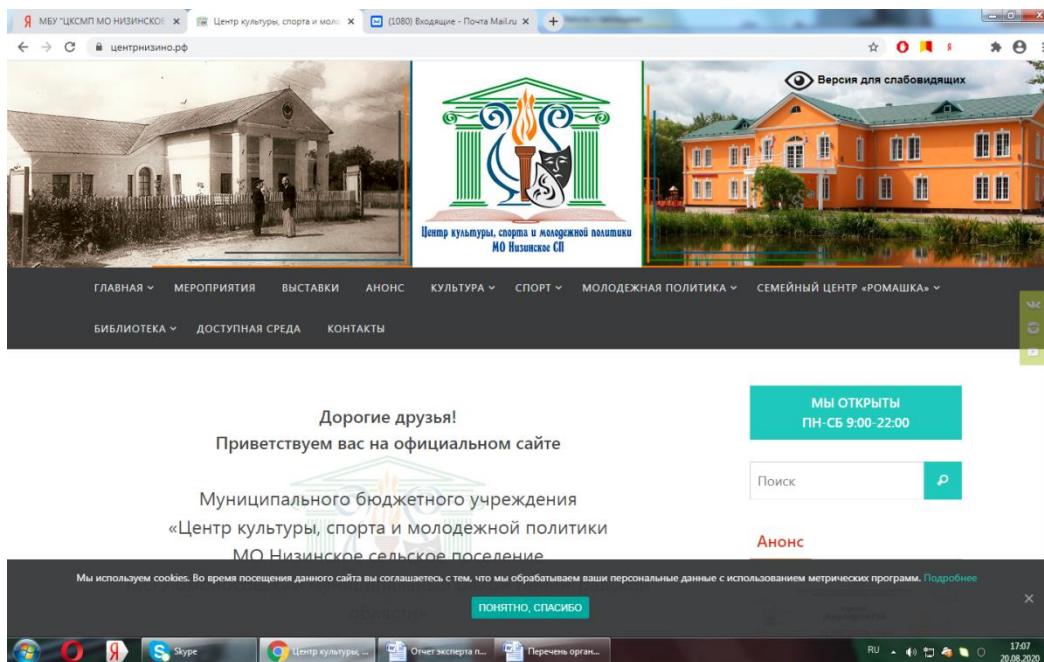 МБУ "ЦКСМП МО НИЗИНСКОЕ
Центр культуры, спорта и моло
(1080) Входящие - Почта Mail.ru
центрнизино.рф
Версия для слабовидящих
Центр культуры, спорта и молодежной политики
МО Низинское СП
ГЛАВНАЯ МЕРОПРИЯТИЯ ВЫСТАВКИ АНОНС КУЛЬТУРА СПОРТ МОЛОДЕЖНАЯ ПОЛИТИКА СЕМЕЙНЫЙ ЦЕНТР «РОМАШКА»
БИБЛИОТЕКА ДОСТУПНАЯ СРЕДА КОНТАКТЫ
Дорогие друзья!
Приветствуем вас на официальном сайте
Муниципального бюджетного учреждения
«Центр культуры, спорта и молодежной политики
МО Низинское сельское поселение
МЫ ОТКРЫТЫ
ПН-СБ 9:00-22:00
Поиск
Анонс
Мы используем cookies. Во время посещения данного сайта вы соглашаетесь с тем, что мы обрабатываем ваши персональные данные с использованием метрических программ. Подробнее
ПОНЯТНО, СПАСИБО
Skype
Центр культуры, ...
Отчет эксперта п...
Перечень орган...
RU
17:07
20.08.2020